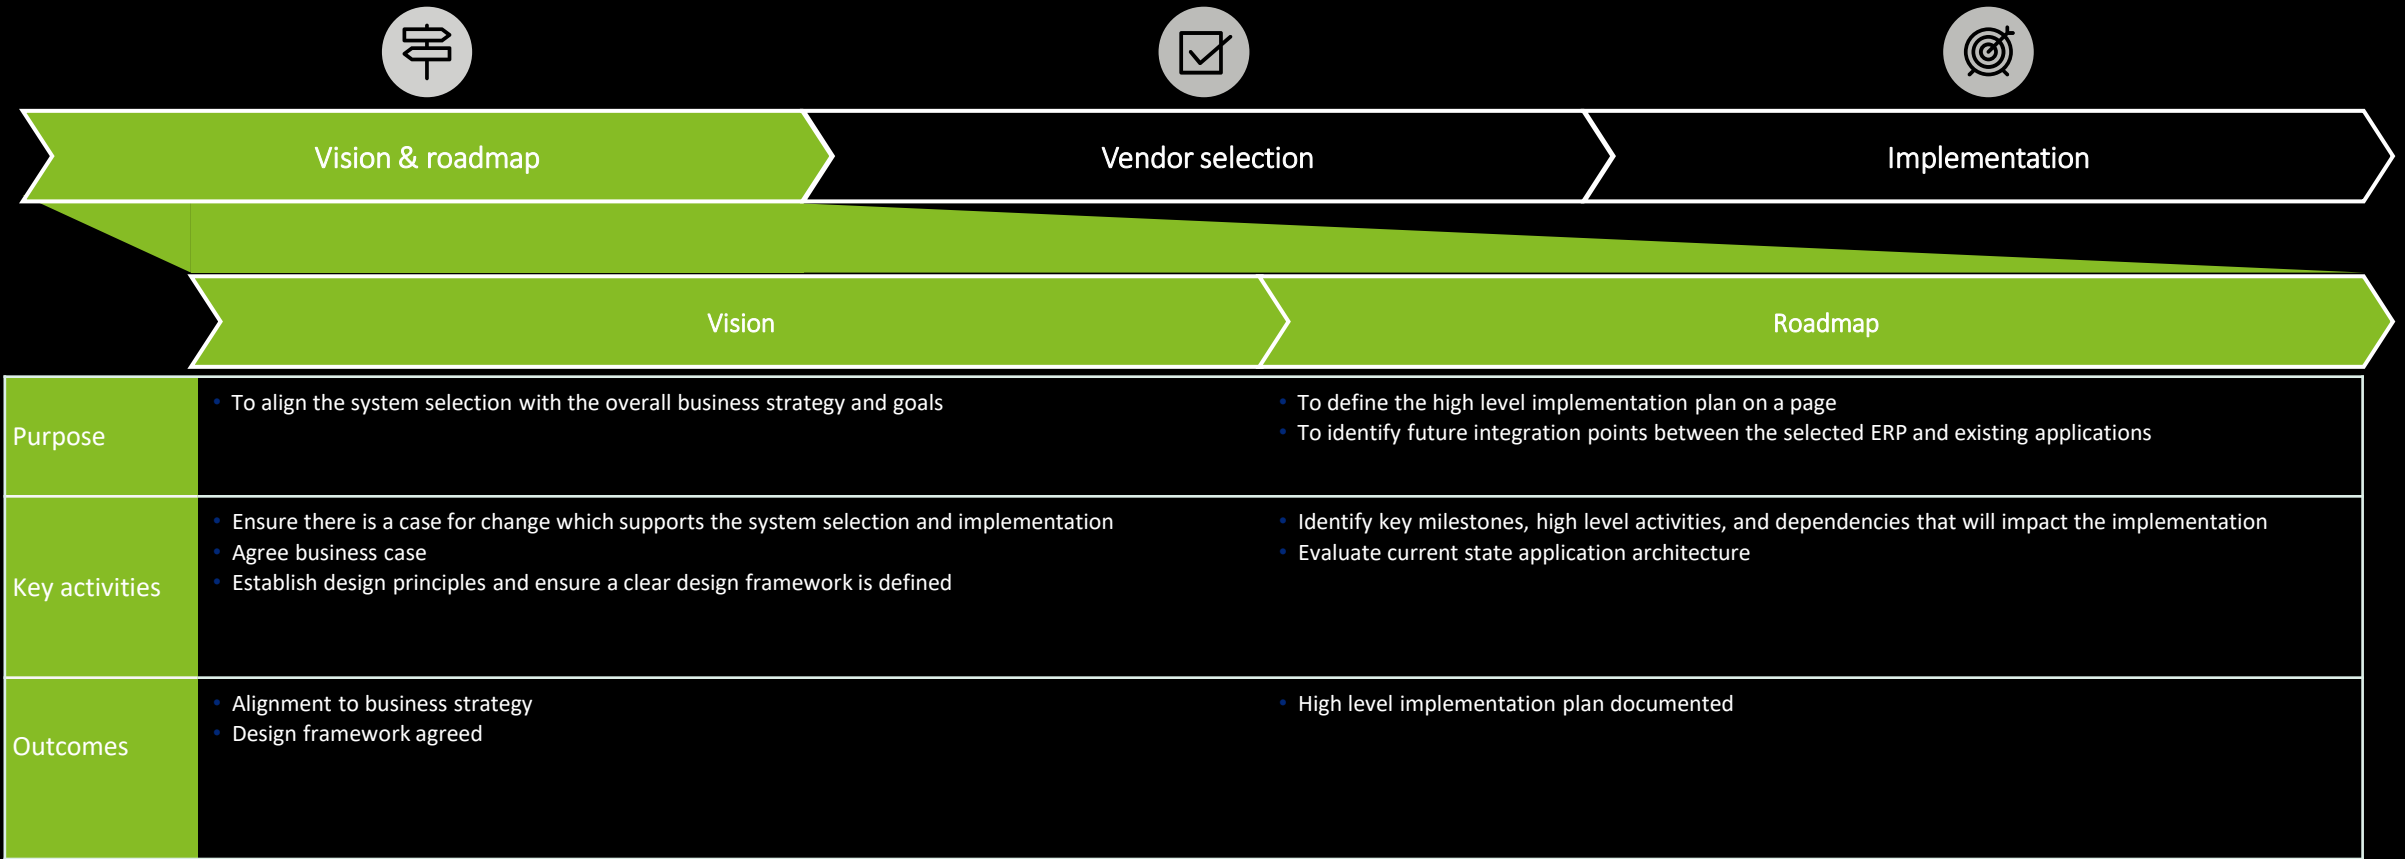 Vision & roadmap
Vendor selection
Implementation
Vision
Roadmap
Purpose
• To align the system selection with the overall business strategy and goals
• To define the high level implementation plan on a page
• To identify future integration points between the selected ERP and existing applications
Key activities
• Ensure there is a case for change which supports the system selection and implementation
• Agree business case
• Establish design principles and ensure a clear design framework is defined
• Identify key milestones, high level activities, and dependencies that will impact the implementation
• Evaluate current state application architecture
Outcomes
• Alignment to business strategy
• Design framework agreed
• High level implementation plan documented